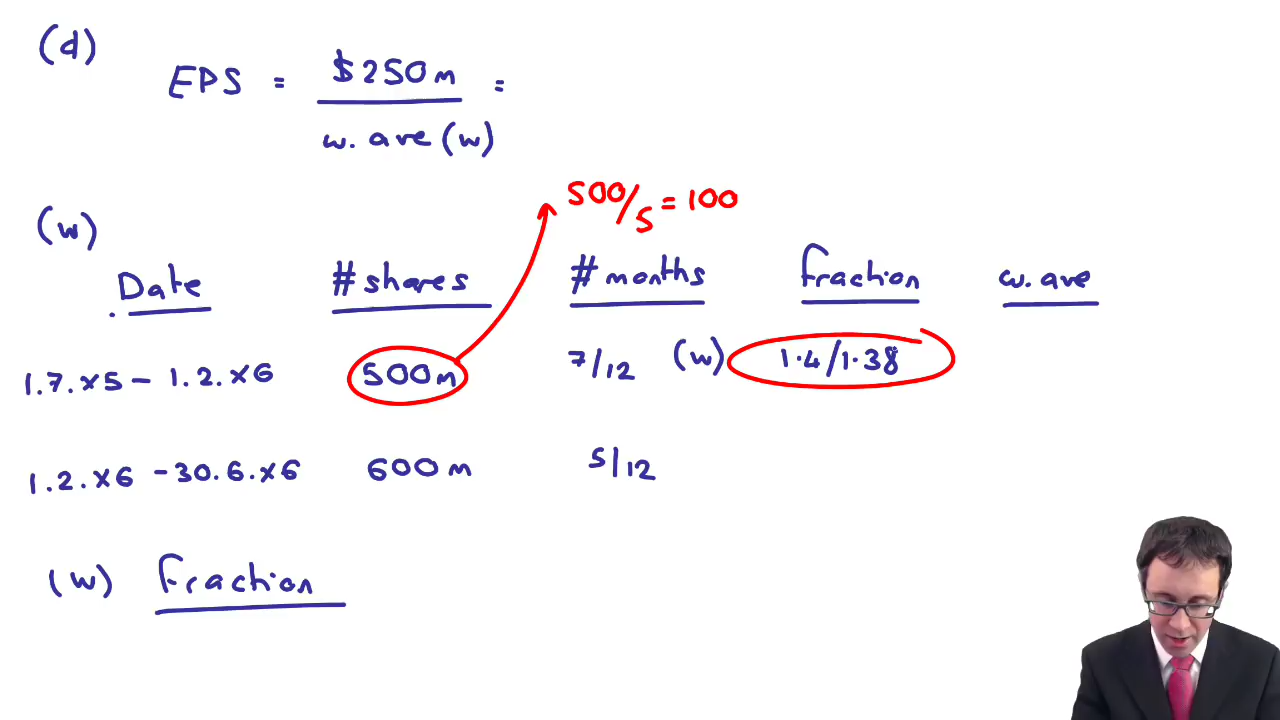 (d)
EPS = $250m =
w. ave (w)
500/5 = 100
(w)
Date # shares # months fraction w. ave
1.7.X5 - 1.2.X6 500m 7/12 (w) 1.4/1.38
1.2.X6 - 30.6.X6 600m 5/12
(w) Fraction